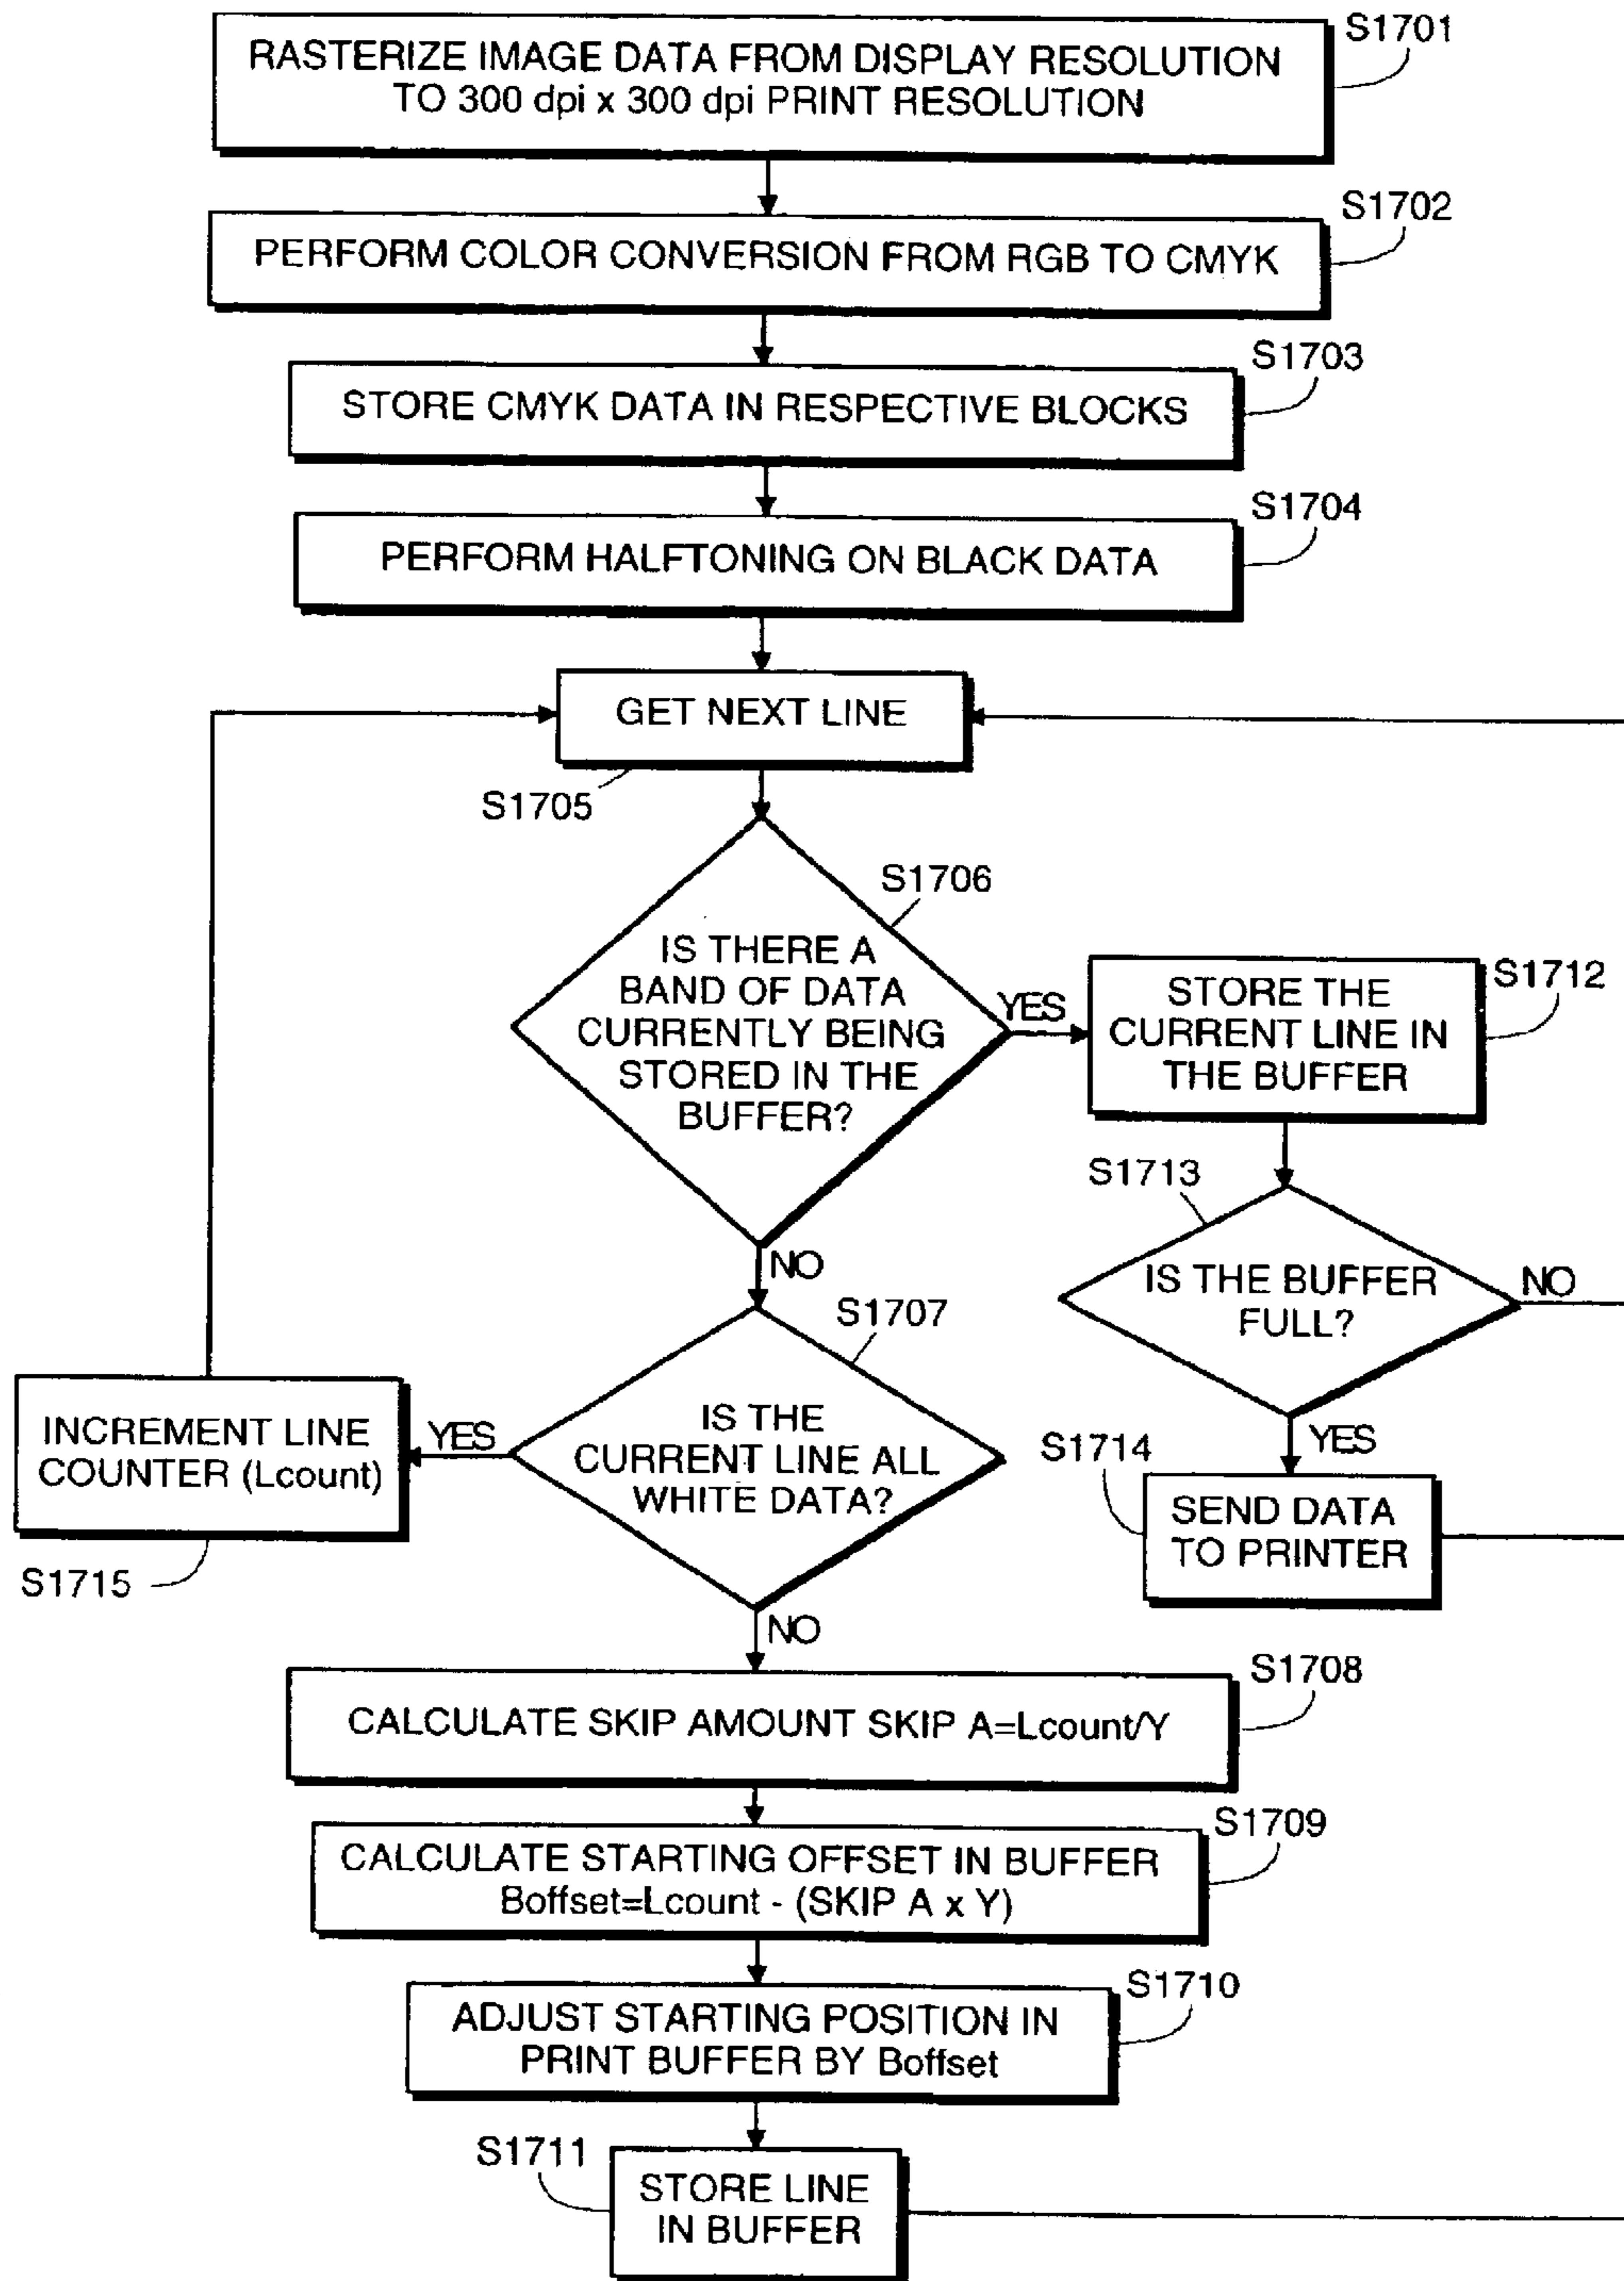 S1701
RASTERIZE IMAGE DATA FROM DISPLAY RESOLUTION
TO 300 dpi x 300 dpi PRINT RESOLUTION
S1702
PERFORM COLOR CONVERSION FROM RGB TO CMYK
S1703
STORE CMYK DATA IN RESPECTIVE BLOCKS
S1704
PERFORM HALFTONING ON BLACK DATA
GET NEXT LINE
S1705
S1706
IS THERE A
BAND OF DATA
CURRENTLY BEING
STORED IN THE
BUFFER?
YES
S1712
STORE THE
CURRENT LINE IN
THE BUFFER
S1713
IS THE BUFFER
FULL?
NO
NO
S1707
IS THE
CURRENT LINE ALL
WHITE DATA?
YES
INCREMENT LINE
COUNTER (Lcount)
S1715
YES
S1714
SEND DATA
TO PRINTER
NO
S1708
CALCULATE SKIP AMOUNT SKIP A=Lcount/Y
S1709
CALCULATE STARTING OFFSET IN BUFFER
Boffset=Lcount - (SKIP A x Y)
S1710
ADJUST STARTING POSITION IN
PRINT BUFFER BY Boffset
S1711
STORE LINE
IN BUFFER